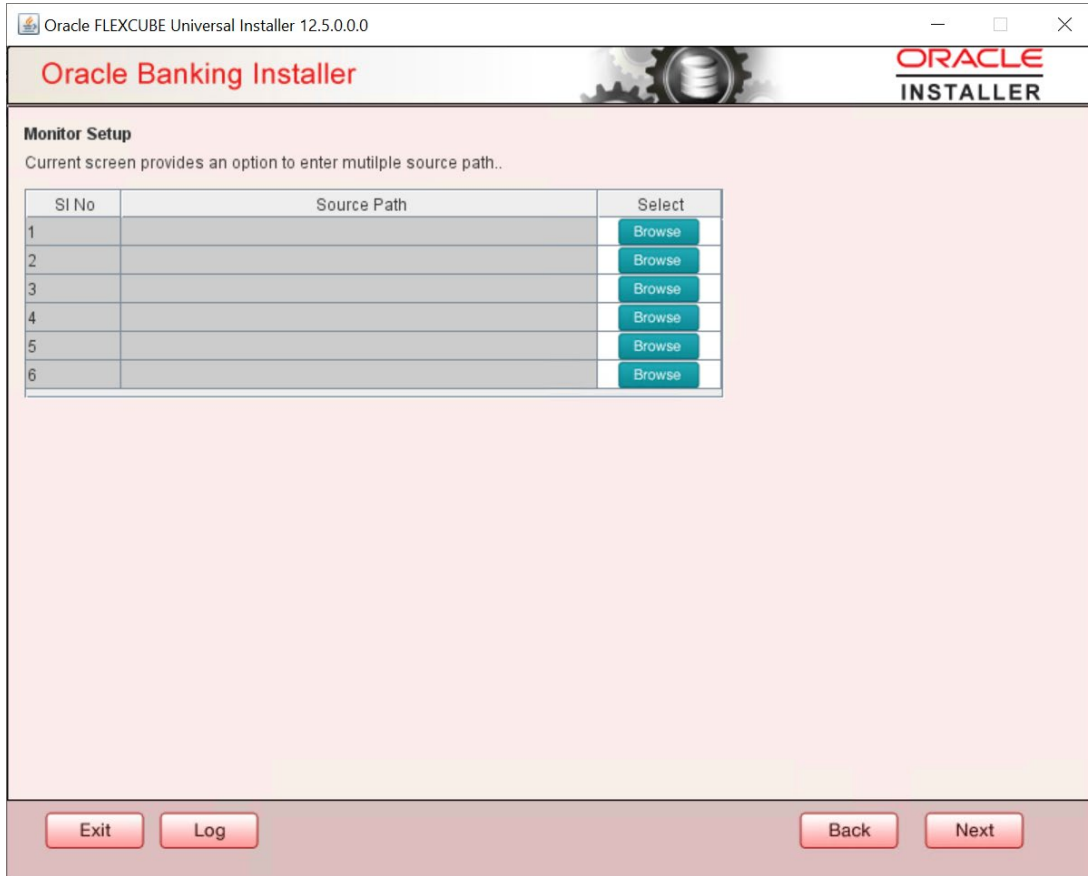 Oracle FLEXCUBE Universal Installer 12.5.0.0.0
Oracle Banking Installer
ORACLE
INSTALLER
Monitor Setup
Current screen provides an option to enter mutilple source path..
SI No Source Path Select
1 Browse
2 Browse
3 Browse
4 Browse
5 Browse
6 Browse
Exit Log Back Next